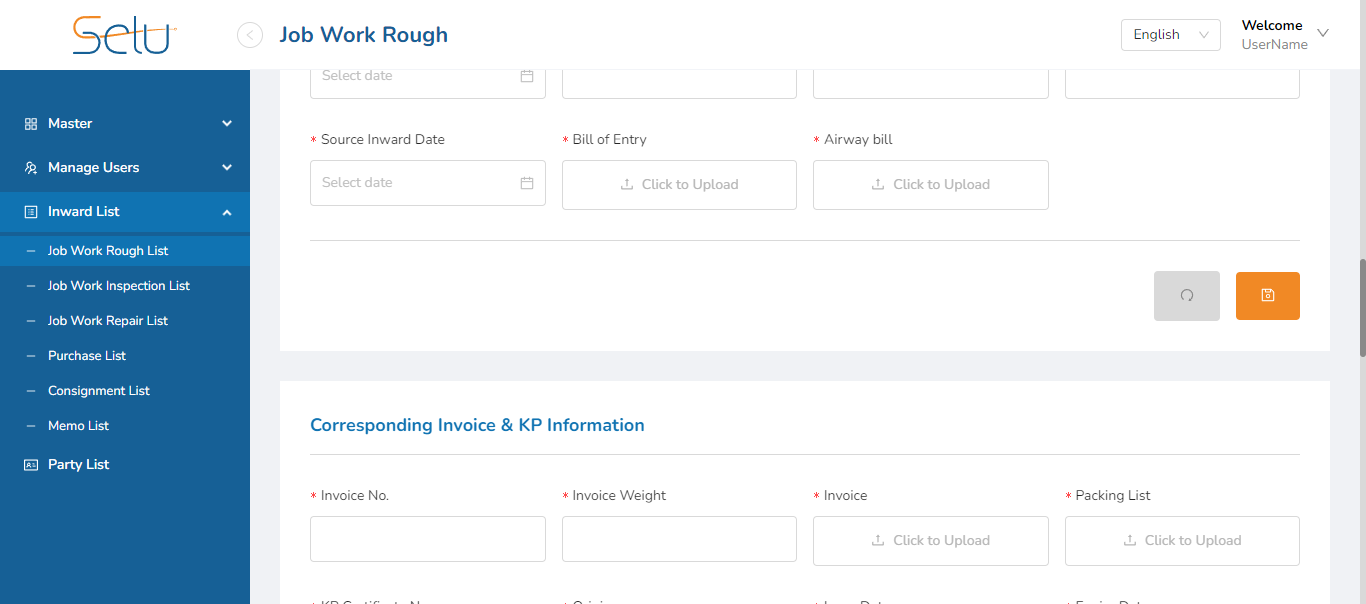 Selu
Job Work Rough
English
Welcome
UserName
Master
Manage Users
Inward List
Job Work Rough List
Job Work Inspection List
Job Work Repair List
Purchase List
Consignment List
Memo List
Party List
Select date
* Source Inward Date
* Bill of Entry
* Airway bill
Select date
Click to Upload
Click to Upload
Corresponding Invoice & KP Information
* Invoice No.
* Invoice Weight
* Invoice
* Packing List
Click to Upload
Click to Upload